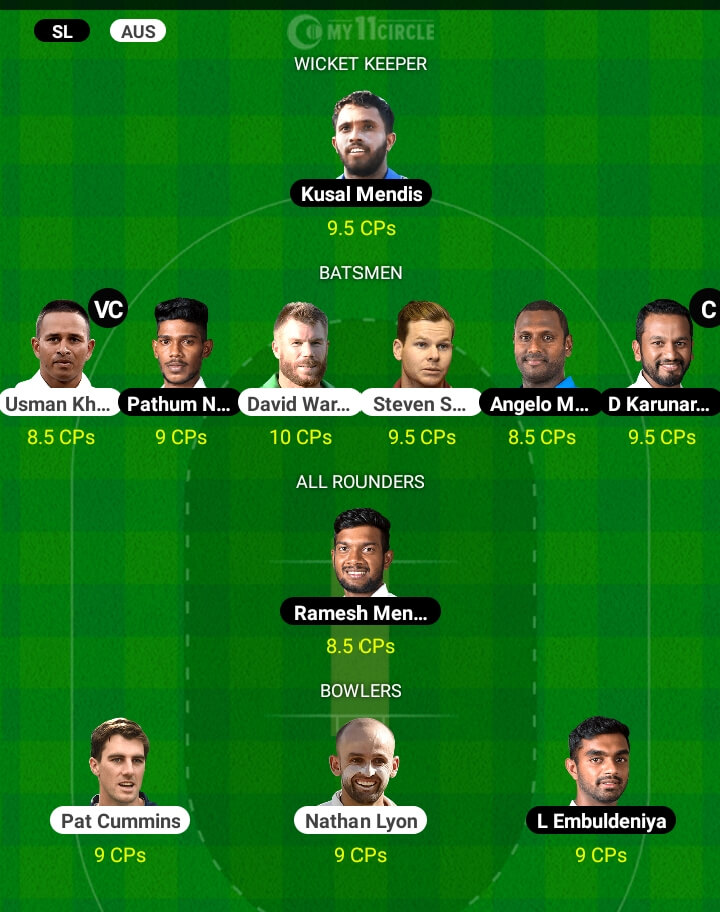 SL AUS MY11CIRCLE
WICKET KEEPER
Kusal Mendis
9.5 CPs
BATSMEN
VC C
Usman Kh... Pathum N... David War... Steven S... Angelo M... D Karunar...
8.5 CPs 9 CPs 10 CPs 9.5 CPs 8.5 CPs 9.5 CPs
ALL ROUNDERS
Ramesh Men...
8.5 CPs
BOWLERS
Pat Cummins Nathan Lyon L Embuldeniya
9 CPs 9 CPs 9 CPs